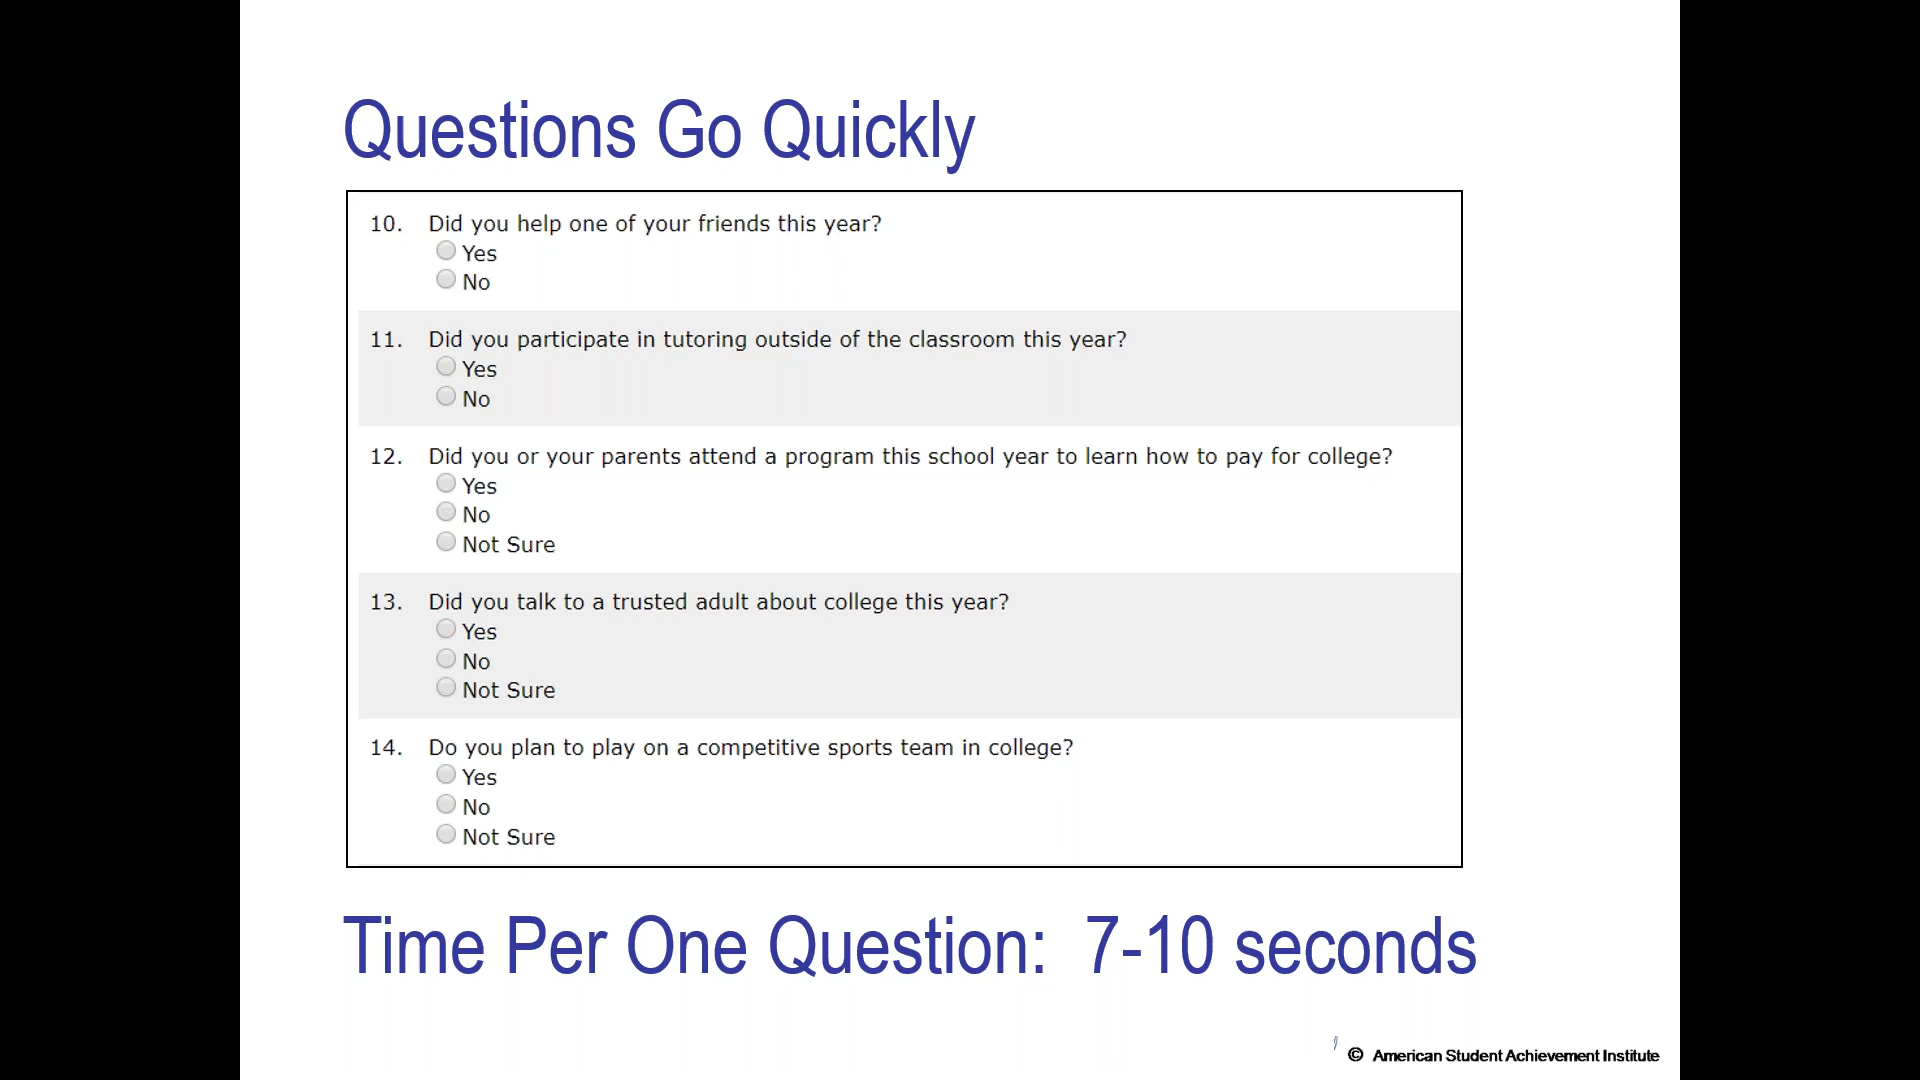 Questions Go Quickly
10. Did you help one of your friends this year?
Yes
No
11. Did you participate in tutoring outside of the classroom this year?
Yes
No
12. Did you or your parents attend a program this school year to learn how to pay for college?
Yes
No
Not Sure
13. Did you talk to a trusted adult about college this year?
Yes
No
Not Sure
14. Do you plan to play on a competitive sports team in college?
Yes
No
Not Sure
Time Per One Question: 7-10 seconds
© American Student Achievement Institute